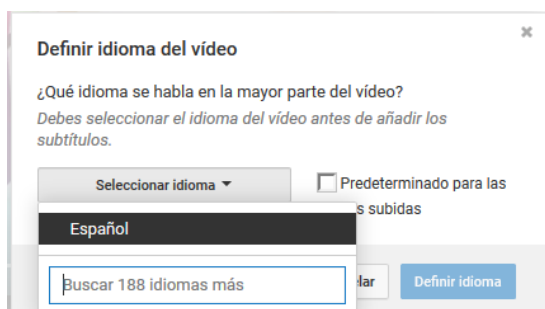 Definir idioma del vídeo
¿Qué idioma se habla en la mayor parte del vídeo?
Debes seleccionar el idioma del vídeo antes de añadir los
subtítulos.
Seleccionar idioma
Predeterminado para las
subidas
Español
Buscar 188 idiomas más
Definir idioma